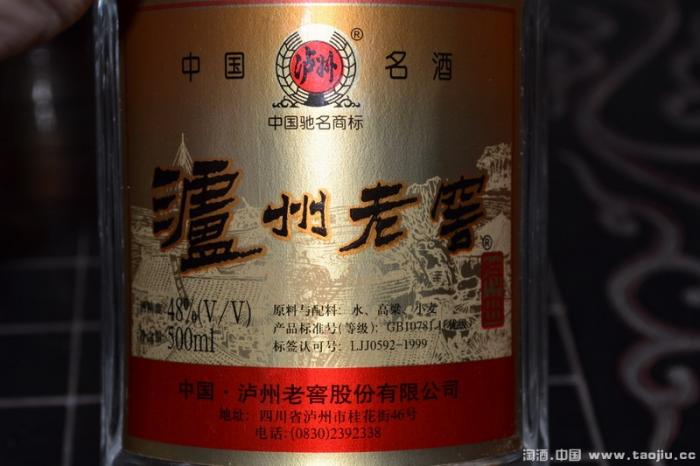 中国 名酒
泸州
®
中国驰名商标
瀘州老窖
®
48%(V/V)
500ml
原料与配料：水、高粱、小麦
产品标准号(等级)：GB10781.1(优级)
标签认可号：LJJ0592-1999
中国·泸州老窖股份有限公司
地址：四川省泸州市桂花街46号
电话：(0830)2392338
淘酒.中国 www.taojiu.cc